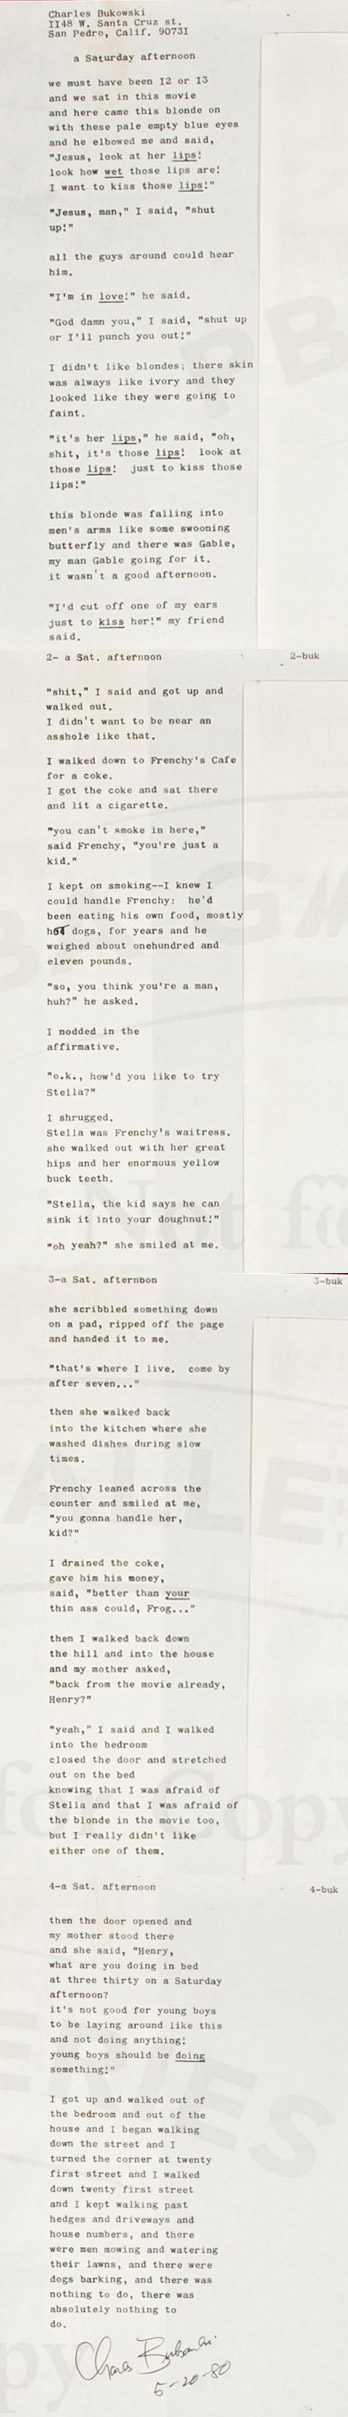 Charles Bukowski
II48 W. Santa Cruz st.
San Pedro, Calif. 9073I
a Saturday afternoon
we must have been I2 or I3
and we sat in this movie
and here came this blonde on
with these pale empty blue eyes
and he elbowed me and said,
"Jesus, look at her lips!
look how wet those lips are!
I want to kiss those lips!"
"Jesus, man," I said, "shut
up!"
all the guys around could hear
him.
"I'm in love!" he said.
"God damn you," I said, "shut up
or I'll punch you out!"
I didn't like blondes; there skin
was always like ivory and they
looked like they were going to
faint.
"it's her lips," he said, "oh,
shit, it's those lips! look at
those lips! just to kiss those
lips!"
this blonde was falling into
men's arms like some swooning
butterfly and there was Gable,
my man Gable going for it.
it wasn't a good afternoon.
"I'd cut off one of my ears
just to kiss her!" my friend
said.
2- a Sat. afternoon 2-buk
"shit," I said and got up and
walked out.
I didn't want to be near an
asshole like that.
I walked down to Frenchy's Cafe
for a coke.
I got the coke and sat there
and lit a cigarette.
"you can't smoke in here,"
said Frenchy, "you're just a
kid."
I kept on smoking--I knew I
could handle Frenchy: he'd
been eating his own food, mostly
hot dogs, for years and he
weighed about onehundred and
eleven pounds.
"so, you think you're a man,
huh?" he asked.
I nodded in the
affirmative.
"o.k., how'd you like to try
Stella?"
I shrugged.
Stella was Frenchy's waitress.
she walked out with her great
hips and her enormous yellow
buck teeth.
"Stella, the kid says he can
sink it into your doughnut!"
"oh yeah?" she smiled at me.
3-a Sat. afternoon 3-buk
she scribbled something down
on a pad, ripped off the page
and handed it to me.
"that's where I live. come by
after seven..."
then she walked back
into the kitchen where she
washed dishes during slow
times.
Frenchy leaned across the
counter and smiled at me,
"you gonna handle her,
kid?"
I drained the coke,
gave him his money,
said, "better than your
thin ass could, Frog..."
then I walked back down
the hill and into the house
and my mother asked,
"back from the movie already,
Henry?"
"yeah," I said and I walked
into the bedroom
closed the door and stretched
out on the bed
knowing that I was afraid of
Stella and that I was afraid of
the blonde in the movie too,
but I really didn't like
either one of them.
4-a Sat. afternoon 4-buk
then the door opened and
my mother stood there
and she said, "Henry,
what are you doing in bed
at three thirty on a Saturday
afternoon?
it's not good for young boys
to be laying around like this
and not doing anything!
young boys should be doing
something!"
I got up and walked out of
the bedroom and out of the
house and I began walking
down the street and I
turned the corner at twenty
first street and I walked
down twenty first street
and I kept walking past
hedges and driveways and
house numbers, and there
were men mowing and watering
their lawns, and there were
dogs barking, and there was
nothing to do, there was
absolutely nothing to
do.
Charles Bukowski
5-20-80